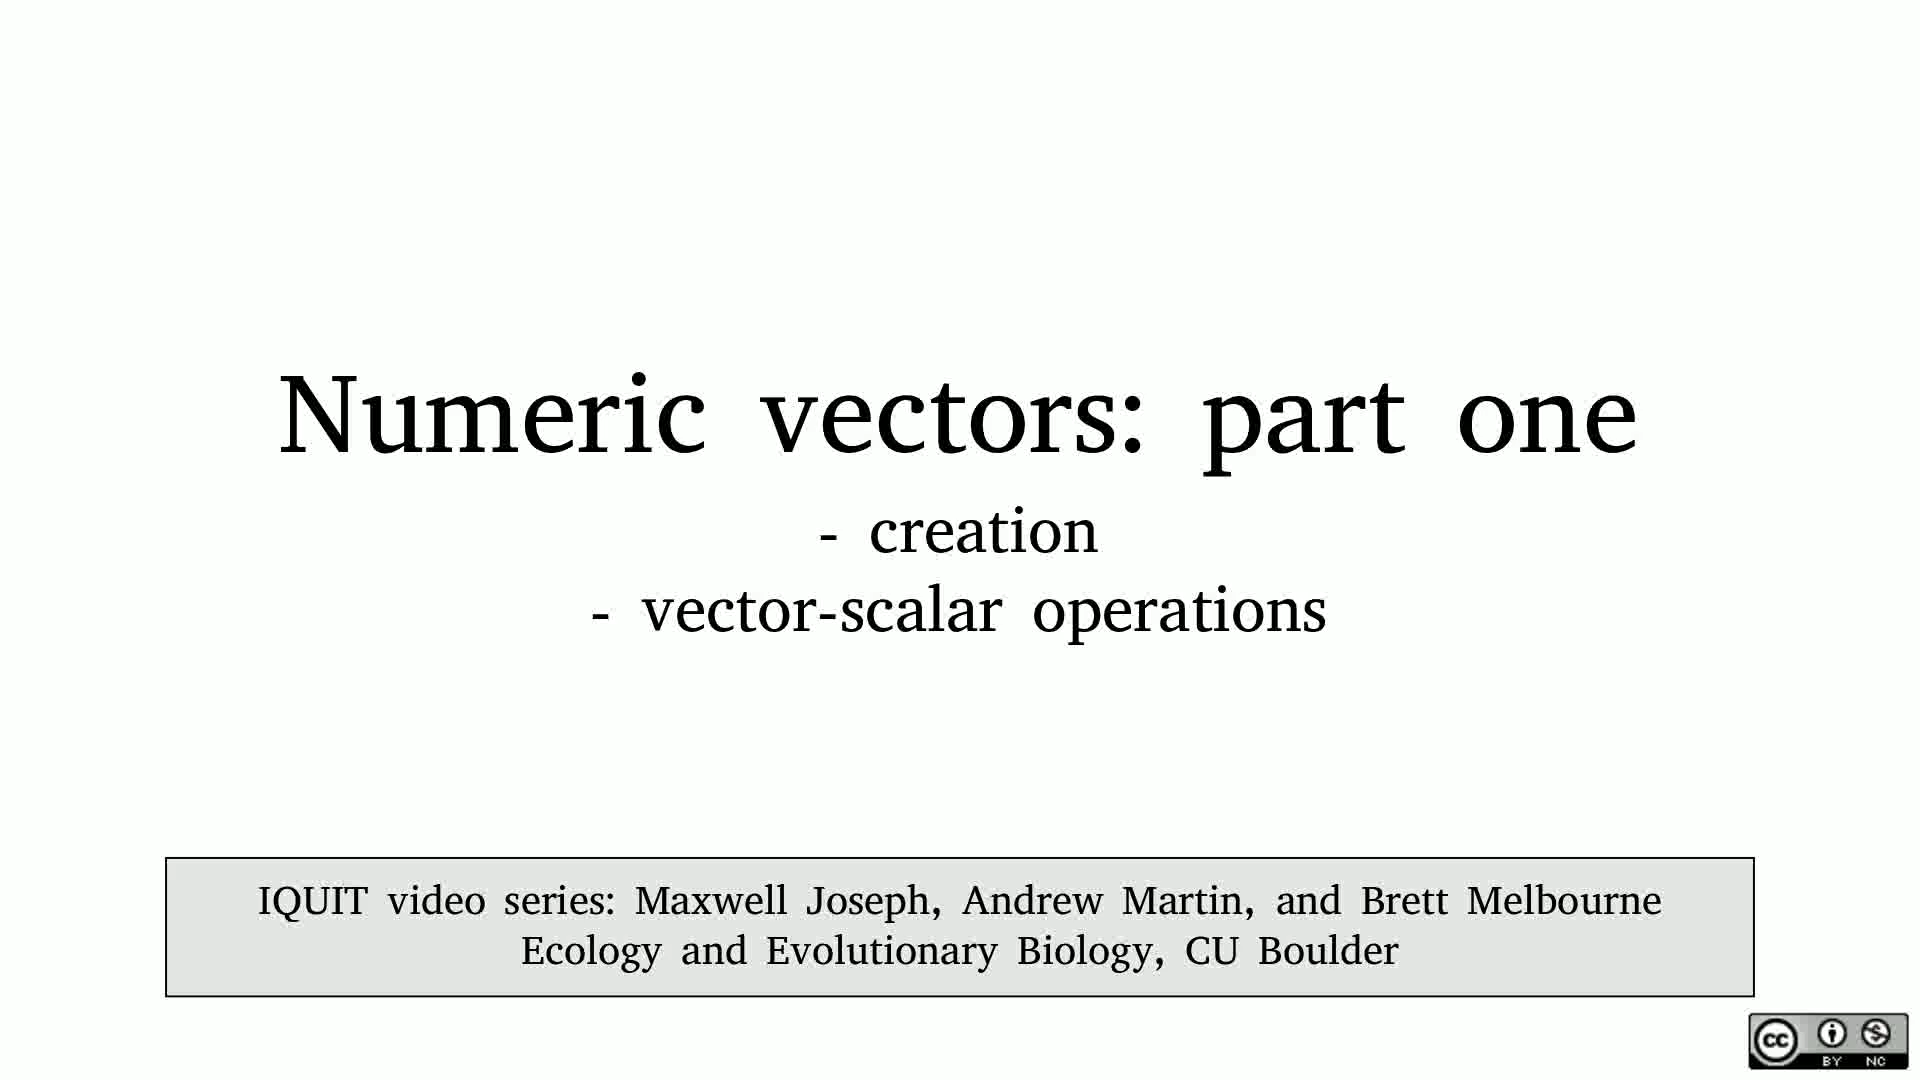 Numeric vectors: part one
- creation
- vector-scalar operations
IQUIT video series: Maxwell Joseph, Andrew Martin, and Brett Melbourne
Ecology and Evolutionary Biology, CU Boulder
cc
BY NC